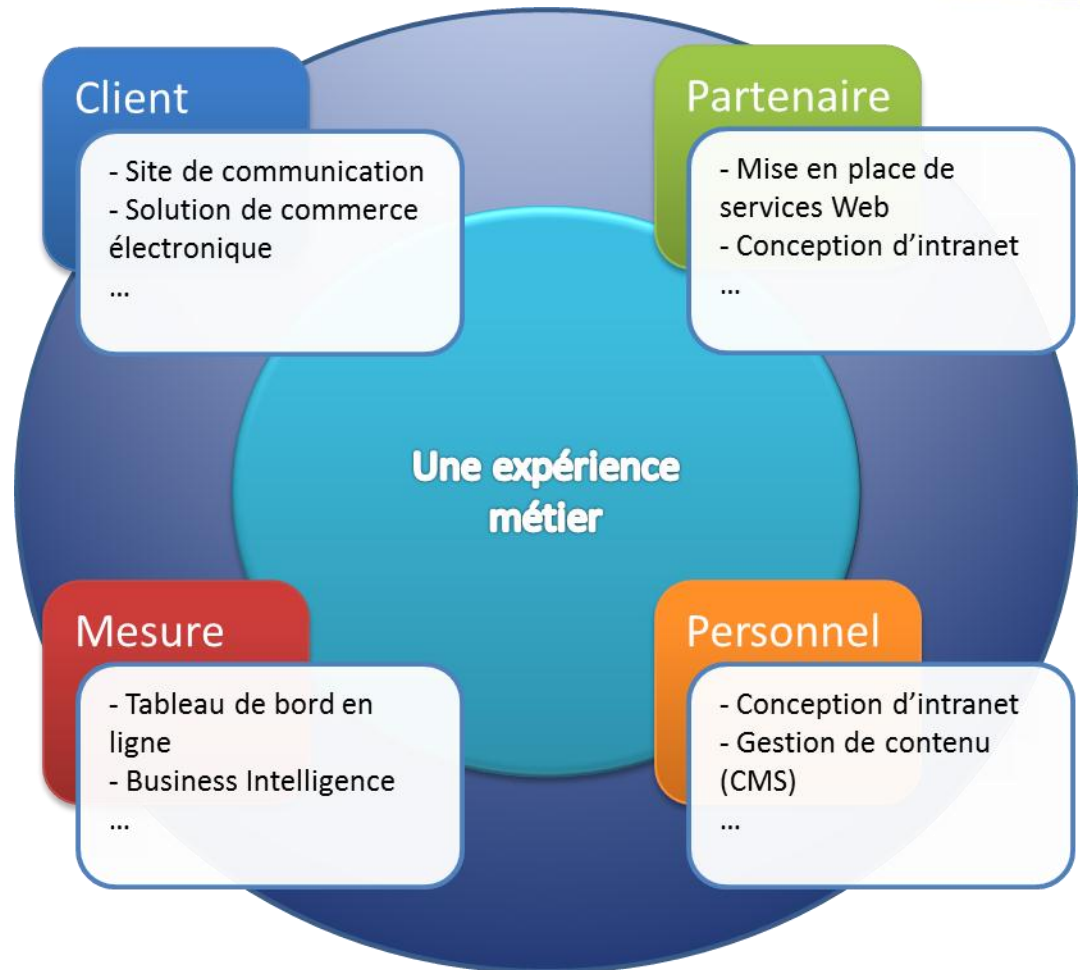 Client
- Site de communication
- Solution de commerce
électronique
...
Partenaire
- Mise en place de
services Web
- Conception d’intranet
...
Une expérience
métier
Mesure
- Tableau de bord en
ligne
- Business Intelligence
...
Personnel
- Conception d’intranet
- Gestion de contenu
(CMS)
...